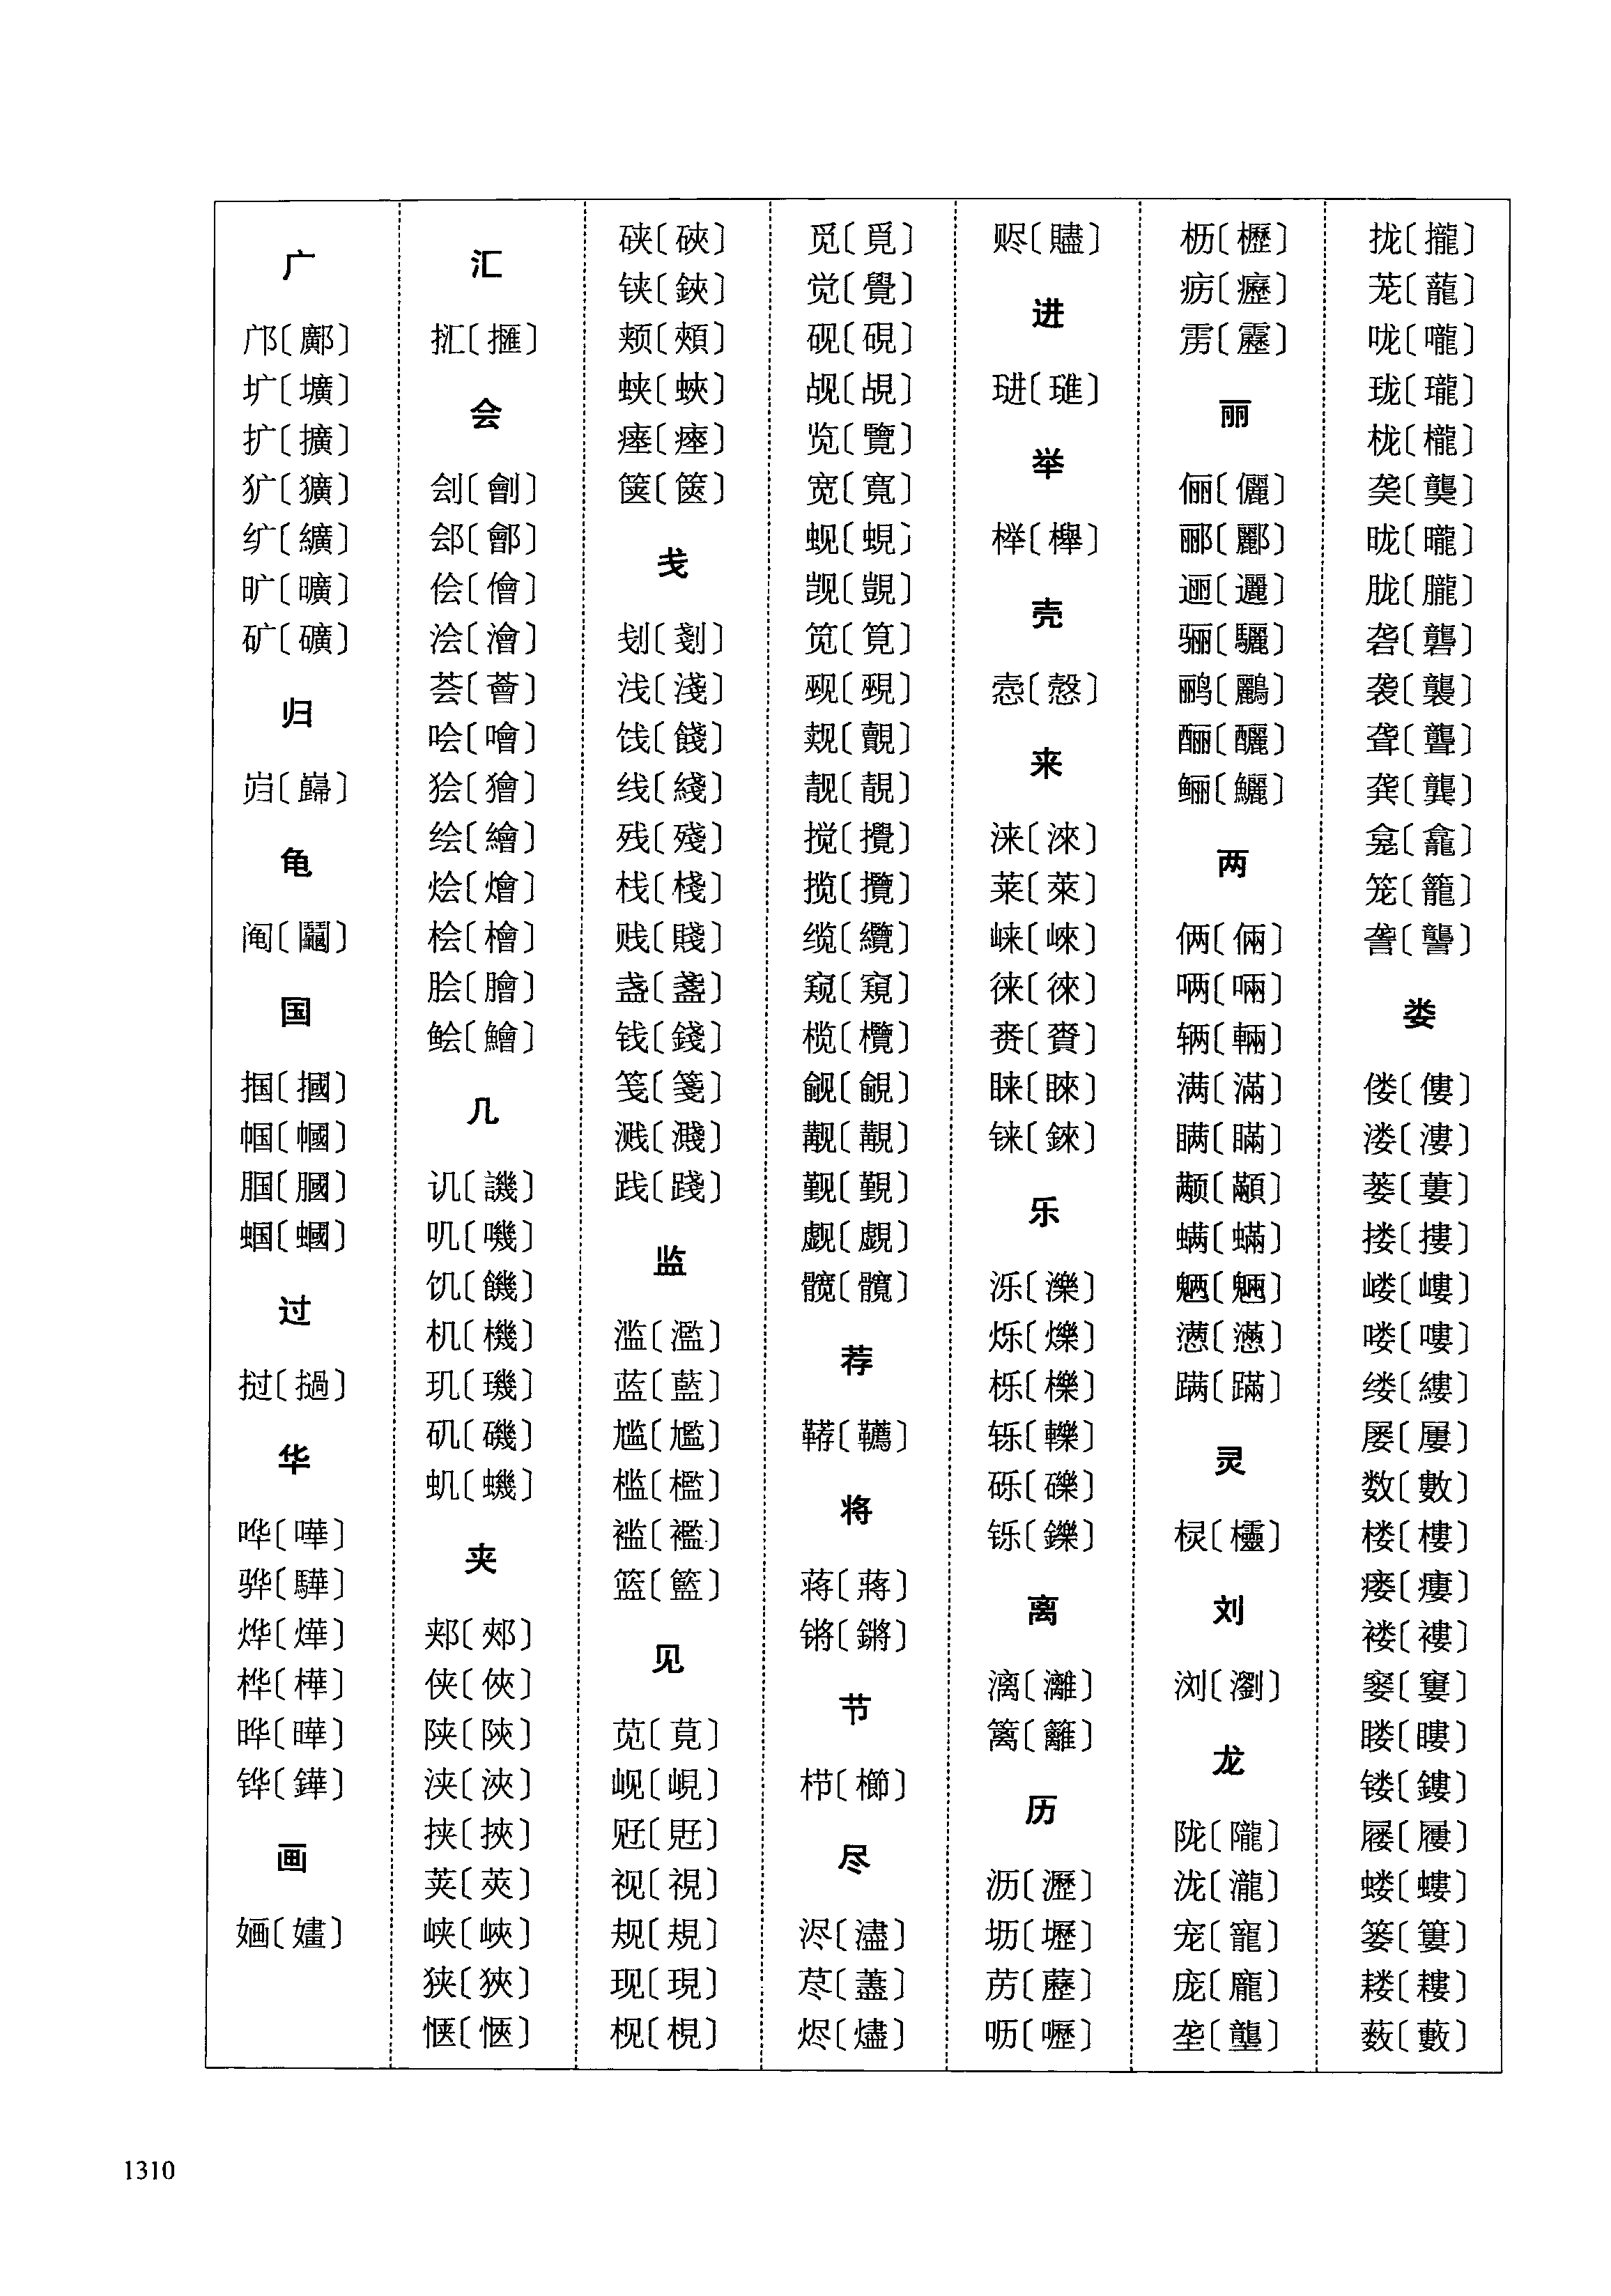 广
邝〔鄺〕
圹〔壙〕
扩〔擴〕
犷〔獷〕
纩〔纊〕
旷〔曠〕
矿〔礦〕
归
岿〔巋〕
龟
阄〔鬮〕
国
掴〔摑〕
帼〔幗〕
腘〔膕〕
蝈〔蟈〕
过
挝〔撾〕
华
哗〔嘩〕
骅〔驊〕
烨〔燁〕
桦〔樺〕
晔〔曄〕
铧〔鏵〕
画
婳〔嫿〕
汇
㧟〔擓〕
会
刽〔劊〕
郐〔鄶〕
侩〔儈〕
浍〔澮〕
荟〔薈〕
哙〔噲〕
狯〔獪〕
绘〔繪〕
烩〔燴〕
桧〔檜〕
脍〔膾〕
鲙〔鱠〕
几
讥〔譏〕
叽〔嘰〕
饥〔饑〕
机〔機〕
玑〔璣〕
矶〔磯〕
虮〔蟣〕
夹
郏〔郟〕
侠〔俠〕
陕〔陝〕
浃〔浹〕
挟〔挾〕
荚〔莢〕
峡〔峽〕
狭〔狹〕
惬〔愜〕
硖〔硤〕
铗〔鋏〕
颊〔頰〕
蛱〔蛺〕
瘗〔瘞〕
箧〔篋〕
戋
刬〔剗〕
浅〔淺〕
饯〔餞〕
线〔綫〕
残〔殘〕
栈〔棧〕
贱〔賤〕
盏〔盞〕
钱〔錢〕
笺〔箋〕
溅〔濺〕
践〔踐〕
监
滥〔濫〕
蓝〔藍〕
尴〔尷〕
槛〔檻〕
褴〔襤〕
篮〔籃〕
见
苋〔莧〕
岘〔峴〕
觃〔覎〕
视〔視〕
规〔規〕
现〔現〕
枧〔梘〕
觅〔覓〕
觉〔覺〕
砚〔硯〕
觇〔覘〕
览〔覽〕
宽〔寬〕
蚬〔蜆〕
觊〔覬〕
笕〔筧〕
觋〔覡〕
觌〔覿〕
靓〔靚〕
搅〔攪〕
揽〔攬〕
缆〔纜〕
窥〔窺〕
榄〔欖〕
觎〔覦〕
觏〔覯〕
觐〔覲〕
觑〔覷〕
髋〔髖〕
荐
鞯〔韉〕
将
蒋〔蔣〕
锵〔鏘〕
节
栉〔櫛〕
尽
浕〔濜〕
荩〔藎〕
烬〔燼〕
赆〔贐〕
进
琎〔璡〕
举
榉〔櫸〕
壳
悫〔慤〕
来
涞〔淶〕
莱〔萊〕
崃〔崍〕
徕〔徠〕
赉〔賚〕
睐〔睞〕
铼〔錸〕
乐
泺〔濼〕
烁〔爍〕
栎〔櫟〕
轹〔轢〕
砾〔礫〕
铄〔鑠〕
离
漓〔灕〕
篱〔籬〕
历
沥〔瀝〕
坜〔壢〕
苈〔藶〕
呖〔嚦〕
枥〔櫪〕
疬〔癧〕
雳〔靂〕
丽
俪〔儷〕
郦〔酈〕
逦〔邐〕
骊〔驪〕
鹂〔鸝〕
酾〔釃〕
鲡〔鱺〕
两
俩〔倆〕
唡〔啢〕
辆〔輛〕
满〔滿〕
瞒〔瞞〕
颟〔顢〕
螨〔蟎〕
魉〔魎〕
懑〔懣〕
蹒〔蹣〕
灵
棂〔欞〕
刘
浏〔瀏〕
龙
陇〔隴〕
泷〔瀧〕
宠〔寵〕
庞〔龐〕
垄〔壟〕
拢〔攏〕
茏〔蘢〕
咙〔嚨〕
珑〔瓏〕
栊〔櫳〕
䶮〔龑〕
昽〔曨〕
胧〔朧〕
砻〔礱〕
袭〔襲〕
聋〔聾〕
龚〔龔〕
龛〔龕〕
笼〔籠〕
詟〔讋〕
娄
偻〔僂〕
溇〔漊〕
蒌〔蔞〕
搂〔摟〕
嵝〔嶁〕
喽〔嘍〕
缕〔縷〕
屡〔屢〕
数〔數〕
楼〔樓〕
瘘〔瘻〕
褛〔褸〕
窭〔窶〕
䁖〔瞜〕
镂〔鏤〕
屦〔屨〕
蝼〔螻〕
篓〔簍〕
耧〔耬〕
薮〔藪〕
1310